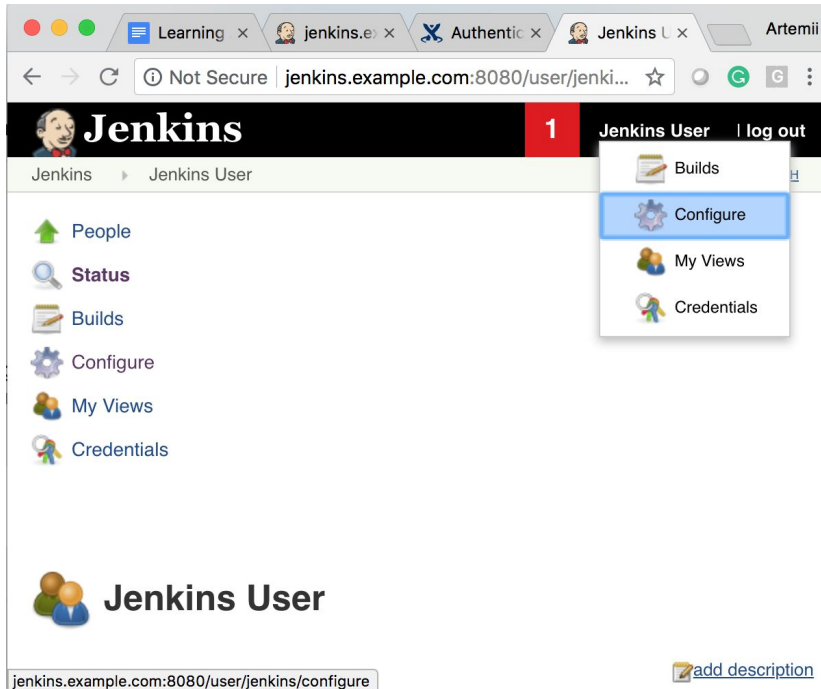 Learning
jenkins.e
Authentic
Jenkins U
Artemii
Not Secure | jenkins.example.com:8080/user/jenki...
G
G
Jenkins
1
Jenkins User
| log out
Jenkins
Jenkins User
H
Builds
Configure
My Views
Credentials
People
Status
Builds
Configure
My Views
Credentials
Jenkins User
add description
jenkins.example.com:8080/user/jenkins/configure